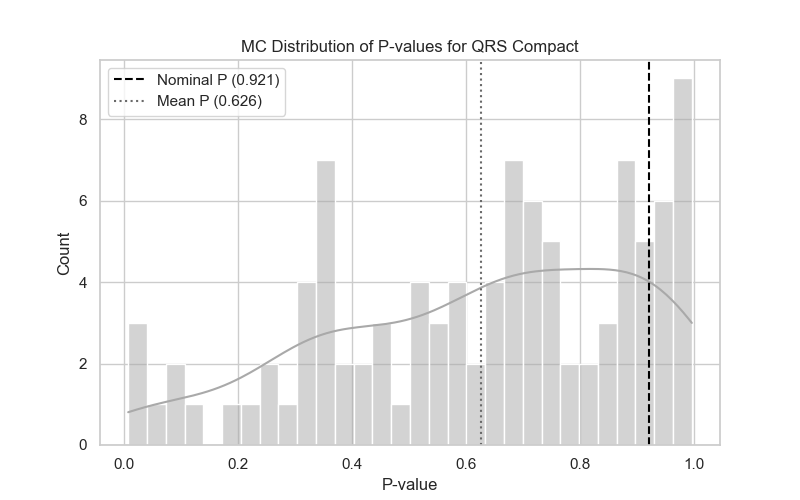 MC Distribution of P-values for QRS Compact
Nominal P (0.921)
Mean P (0.626)
Count
8
6
4
2
0
0.0 0.2 0.4 0.6 0.8 1.0
P-value